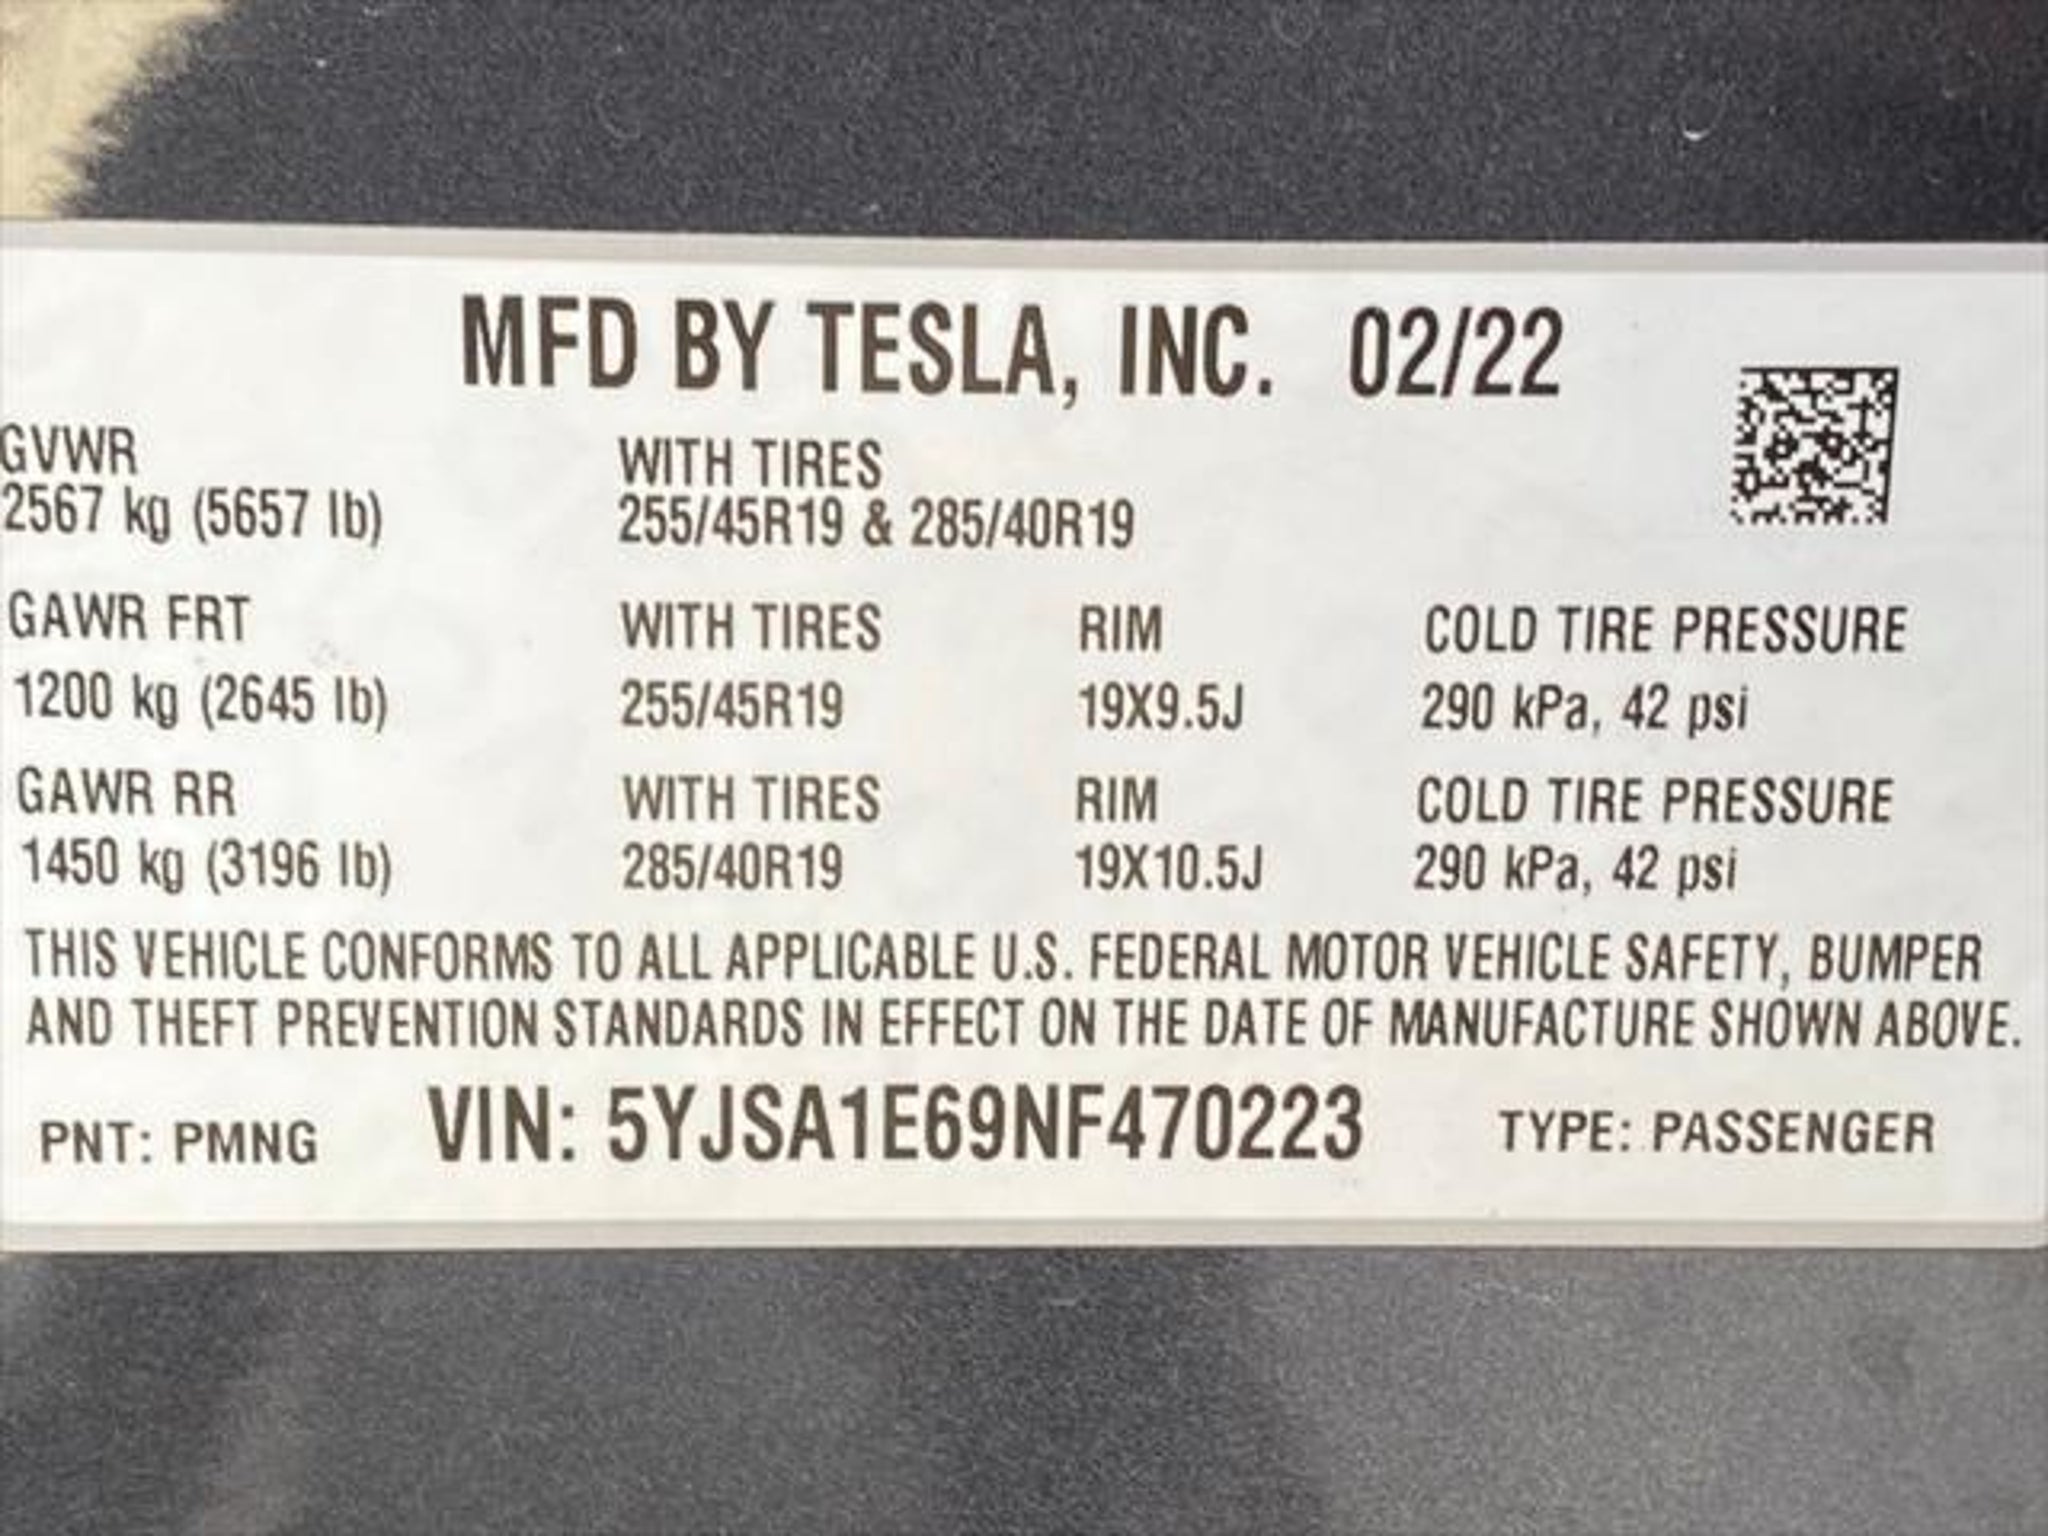 MFD BY TESLA, INC. 02/22
GVWR WITH TIRES
2567 kg (5657 lb) 255/45R19 & 285/40R19
GAWR FRT WITH TIRES RIM COLD TIRE PRESSURE
1200 kg (2645 lb) 255/45R19 19X9.5J 290 kPa, 42 psi
GAWR RR WITH TIRES RIM COLD TIRE PRESSURE
1450 kg (3196 lb) 285/40R19 19X10.5J 290 kPa, 42 psi
THIS VEHICLE CONFORMS TO ALL APPLICABLE U.S. FEDERAL MOTOR VEHICLE SAFETY, BUMPER
AND THEFT PREVENTION STANDARDS IN EFFECT ON THE DATE OF MANUFACTURE SHOWN ABOVE.
PNT: PMNG VIN: 5YJSA1E69NF470223 TYPE: PASSENGER